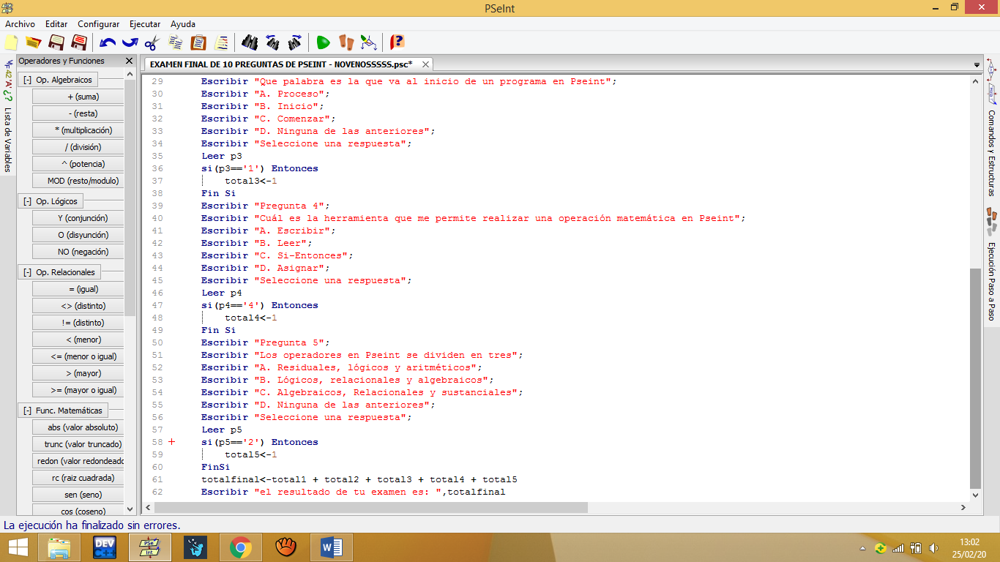 PSeInt
Archivo Editar Configurar Ejecutar Ayuda
Operadores y Funciones
EXAMEN FINAL DE 10 PREGUNTAS DE PSEINT - NOVENOSSSSS.psc*
Lista de Variables
[-] Op. Algebraicos
+ (suma)
- (resta)
* (multiplicación)
/ (división)
^ (potencia)
MOD (resto/modulo)
[-] Op. Lógicos
Y (conjunción)
O (disyunción)
NO (negación)
[-] Op. Relacionales
= (igual)
<> (distinto)
!= (distinto)
< (menor)
<= (menor o igual)
> (mayor)
>= (mayor o igual)
[-] Func. Matemáticas
abs (valor absoluto)
trunc (valor truncado)
redon (valor redondeado
rc (raiz cuadrada)
sen (seno)
cos (coseno)
29 Escribir "Que palabra es la que va al inicio de un programa en Pseint";
30 Escribir "A. Proceso";
31 Escribir "B. Inicio";
32 Escribir "C. Comenzar";
33 Escribir "D. Ninguna de las anteriores";
34 Escribir "Seleccione una respuesta";
35 Leer p3
36 si(p3=='1') Entonces
37 total3<-1
38 Fin Si
39 Escribir "Pregunta 4";
40 Escribir "Cuál es la herramienta que me permite realizar una operación matemática en Pseint";
41 Escribir "A. Escribir";
42 Escribir "B. Leer";
43 Escribir "C. Si-Entonces";
44 Escribir "D. Asignar";
45 Escribir "Seleccione una respuesta";
46 Leer p4
47 si(p4=='4') Entonces
48 total4<-1
49 Fin Si
50 Escribir "Pregunta 5";
51 Escribir "Los operadores en Pseint se dividen en tres";
52 Escribir "A. Residuales, lógicos y aritméticos";
53 Escribir "B. Lógicos, relacionales y algebraicos";
54 Escribir "C. Algebraicos, Relacionales y sustanciales";
55 Escribir "D. Ninguna de las anteriores";
56 Escribir "Seleccione una respuesta";
57 Leer p5
58 + si(p5=='2') Entonces
59 total5<-1
60 FinSi
61 totalfinal<-total1 + total2 + total3 + total4 + total5
62 Escribir "el resultado de tu examen es: ",totalfinal
Comandos y Estructuras
Ejecución Paso a Paso
La ejecución ha finalizado sin errores.
DEV
PSe
Int
13:02
25/02/20